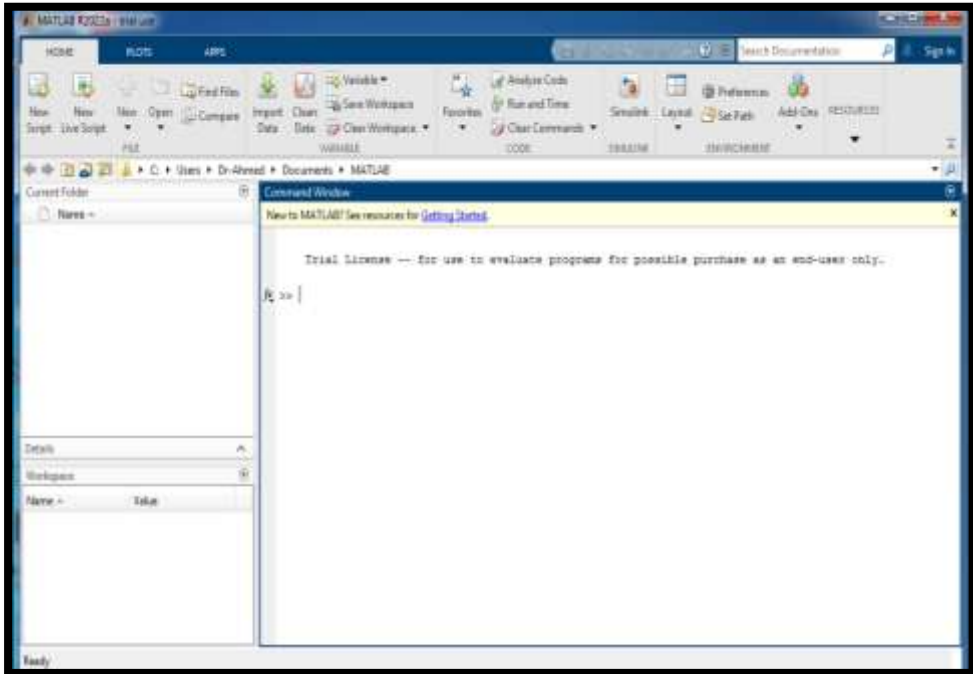 MATLAB R2022a - trial use
HOME PLOTS APPS
Search Documentation Sign In
New Script
New Live Script
New
Open
Find Files
Compare
Import Data
Clean Data
Variable
Save Workspace
Clear Workspace
Favorites
Analyze Code
Run and Time
Clear Commands
Simulink
Layout
Preferences
Set Path
Add-Ons
RESOURCES
FILE VARIABLE CODE SIMULINK ENVIRONMENT
C: Users Dr-Ahmed Documents MATLAB
Current Folder
Name
Command Window
New to MATLAB? See resources for Getting Started.
Trial License -- for use to evaluate programs for possible purchase as an end-user only.
fx >>
Details
Workspace
Name Value
Ready